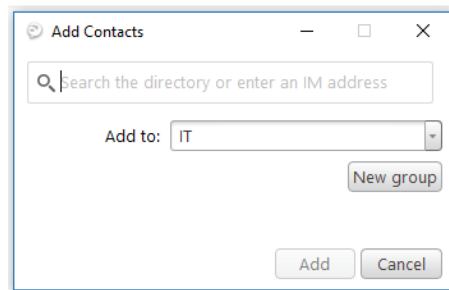 Add Contacts
Search the directory or enter an IM address
Add to: IT
New group
Add Cancel